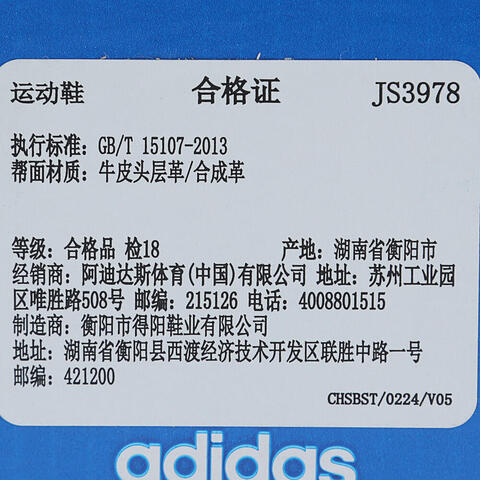 运动鞋 合格证 JS3978
执行标准：GB/T 15107-2013
帮面材质：牛皮头层革/合成革
等级：合格品 检18 产地：湖南省衡阳市
经销商：阿迪达斯体育(中国)有限公司 地址：苏州工业园
区唯胜路508号 邮编：215126 电话：4008801515
制造商：衡阳市得阳鞋业有限公司
地址：湖南省衡阳县西渡经济技术开发区联胜中路一号
邮编：421200
CHSBST/0224/V05
adidas